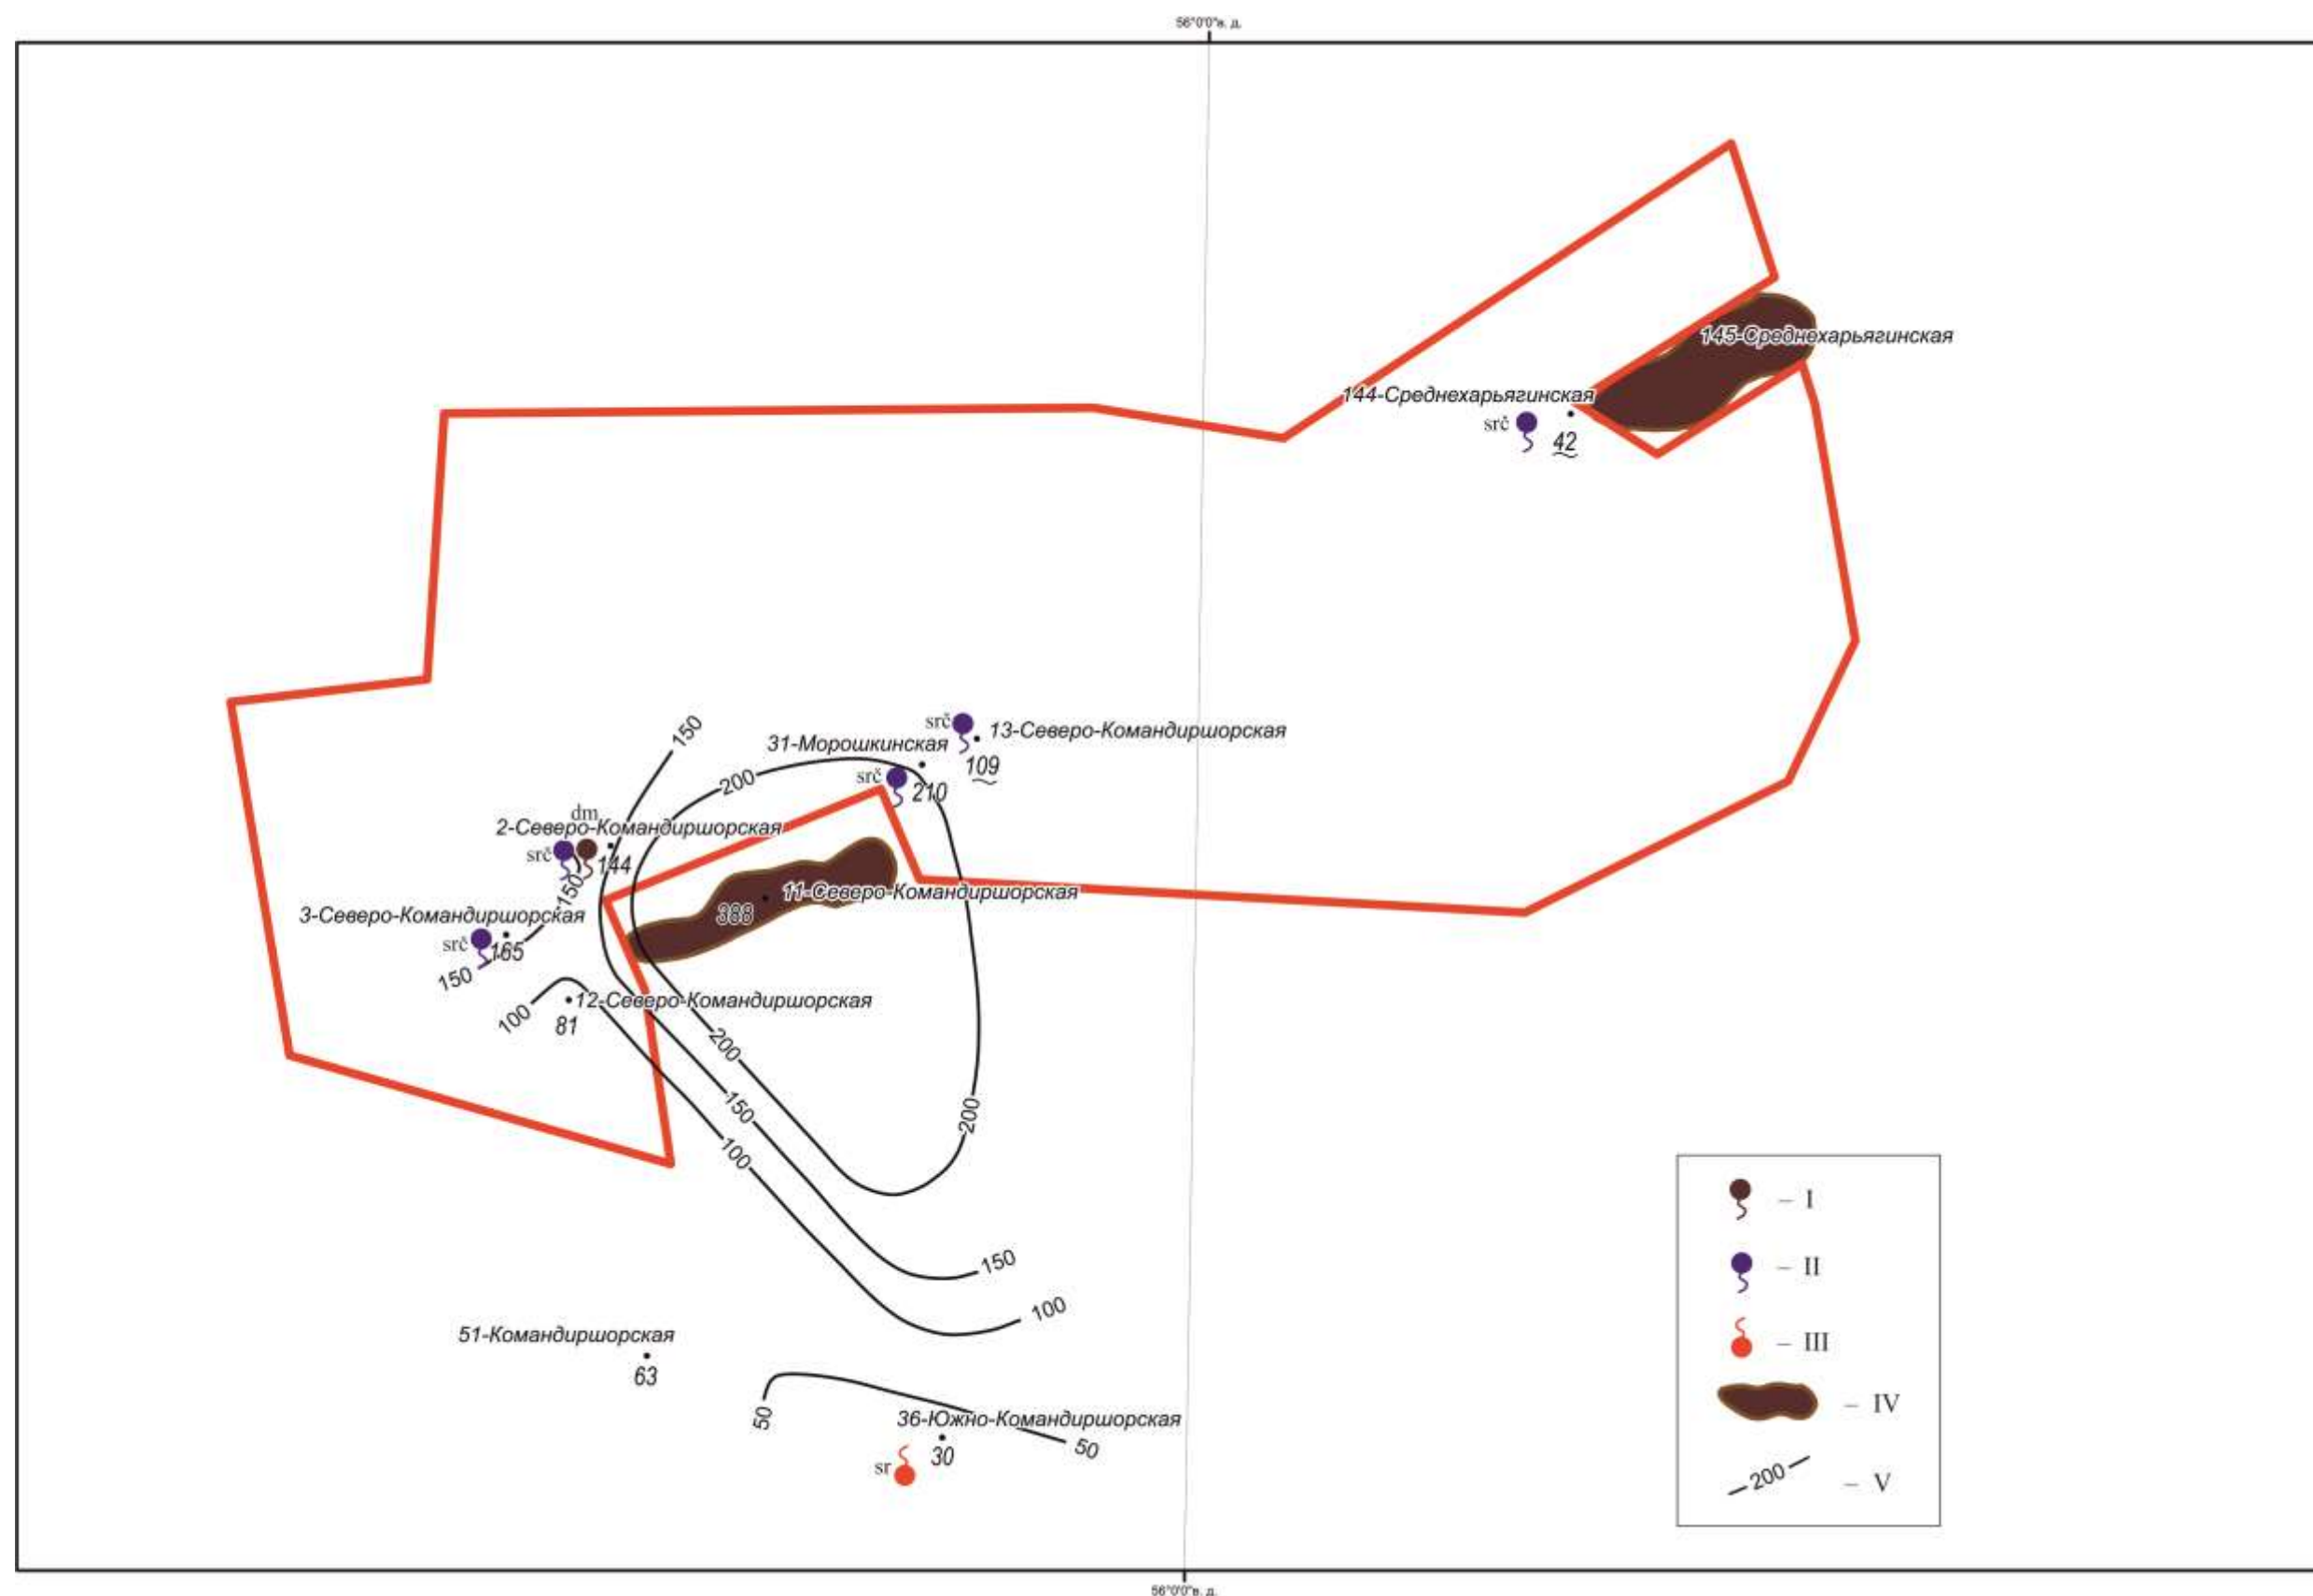 56°0'0"в. д.
145-Среднехарьягинская
144-Среднехарьягинская
srč
42
150
srč
13-Северо-Командиршорская
31-Морошкинская
109
200
srč
210
dm
2-Северо-Командиршорская
srč
144
150
11-Северо-Командиршорская
388
3-Северо-Командиршорская
srč
165
150
12-Северо-Командиршорская
100
81
200
150
200
100
150
100
51-Командиршорская
63
50
36-Южно-Командиршорская
50
30
sr
– I
– II
– III
– IV
200
– V
56°0'0"в. д.